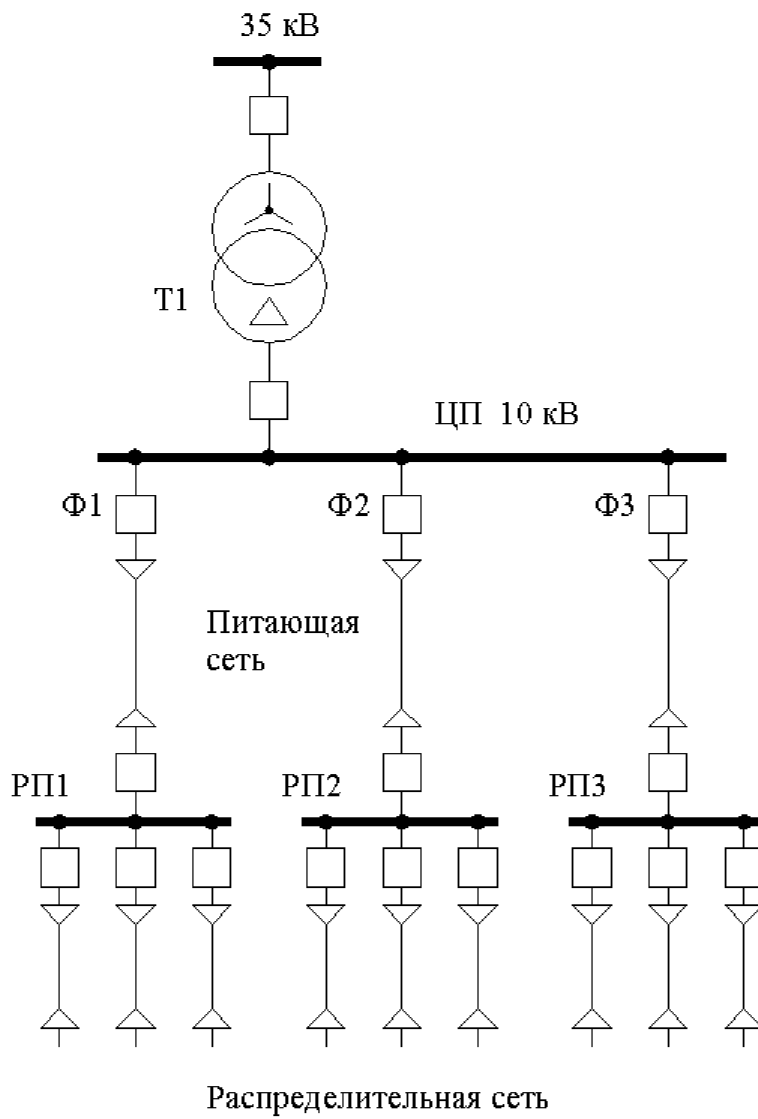 35 кВ
Т1
ЦП 10 кВ
Ф1
Ф2
Ф3
Питающая
сеть
РП1
РП2
РП3
Распределительная сеть